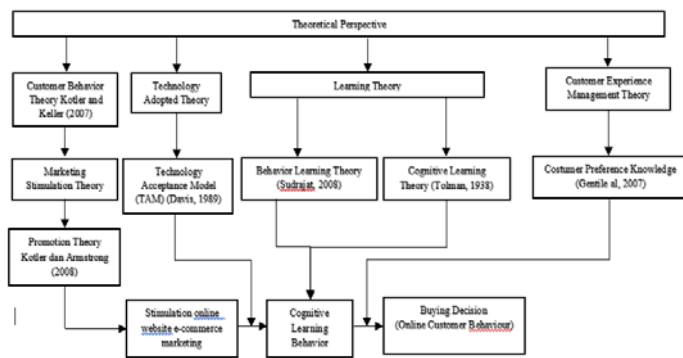 Theoretical Perspective
Customer Behavior
Theory Kotler and
Keller (2007)
Technology
Adopted Theory
Learning Theory
Customer Experience
Management Theory
Marketing
Stimulation Theory
Technology
Acceptance Model
(TAM) (Davis, 1989)
Behavior Learning Theory
(Sudrajat, 2008)
Cognitive Learning
Theory (Tolman, 1938)
Costumer Preference Knowledge
(Gentile al, 2007)
Promotion Theory
Kotler dan Armstrong
(2008)
Stimulation online
website e-commerce
marketing
Cognitive
Learning
Behavior
Buying Decision
(Online Customer Behaviour)